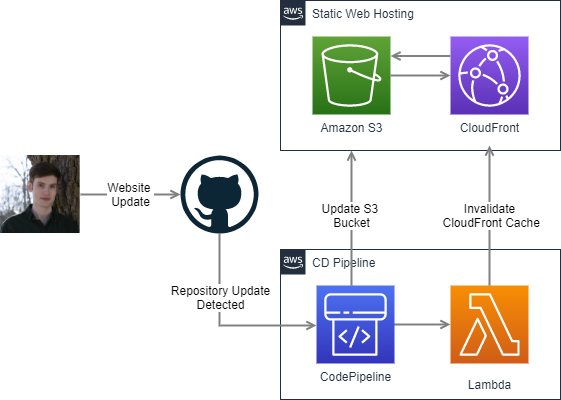 aws
Static Web Hosting
Amazon S3
CloudFront
Website
Update
Update S3
Bucket
Invalidate
CloudFront Cache
aws
CD Pipeline
Repository Update
Detected
</>
CodePipeline
Lambda